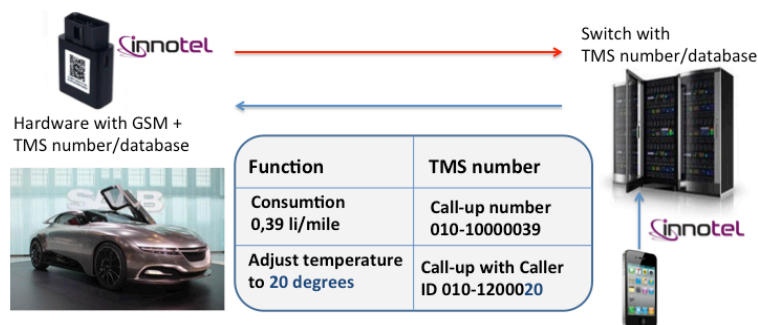 innotel
Switch with
TMS number/database
Hardware with GSM +
TMS number/database
Function
TMS number
Consumtion
0,39 li/mile
Call-up number
010-10000039
Adjust temperature
to 20 degrees
Call-up with Caller
ID 010-1200020
innotel